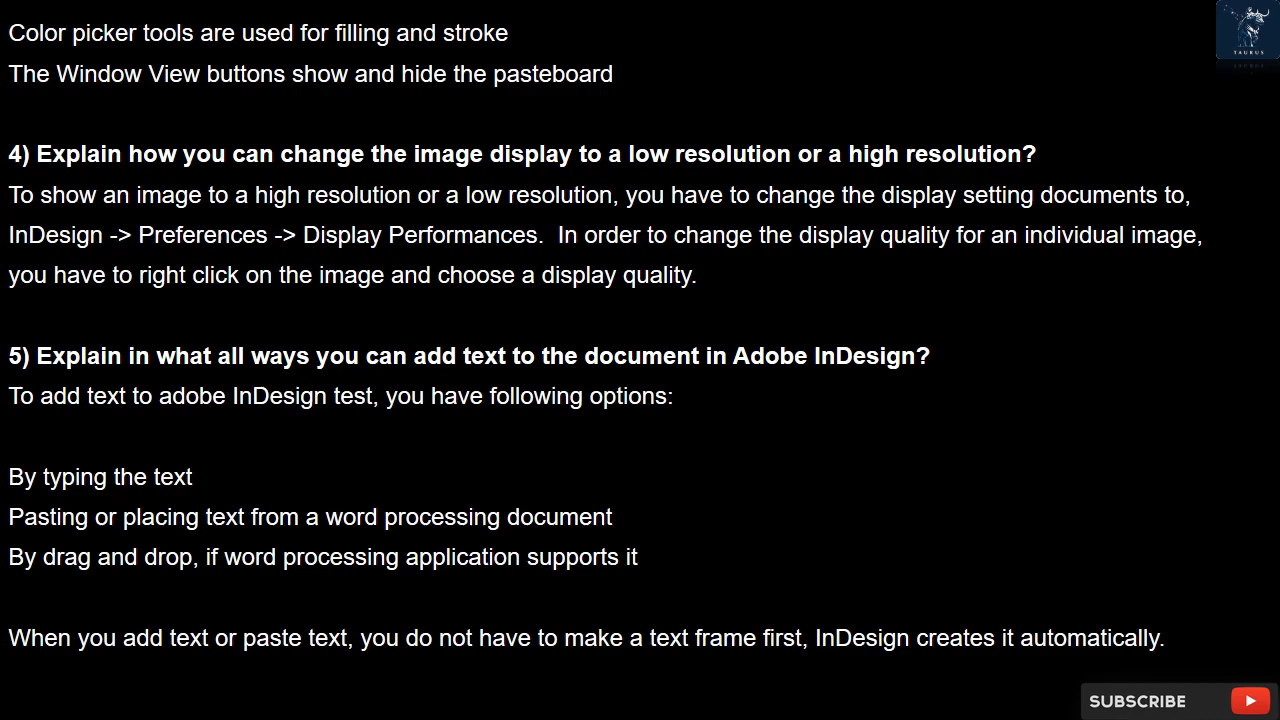 Color picker tools are used for filling and stroke
TAURUS
The Window View buttons show and hide the pasteboard
4) Explain how you can change the image display to a low resolution or a high resolution?
To show an image to a high resolution or a low resolution, you have to change the display setting documents to,
InDesign -> Preferences -> Display Performances.  In order to change the display quality for an individual image,
you have to right click on the image and choose a display quality.
5) Explain in what all ways you can add text to the document in Adobe InDesign?
To add text to adobe InDesign test, you have following options:
By typing the text
Pasting or placing text from a word processing document
By drag and drop, if word processing application supports it
When you add text or paste text, you do not have to make a text frame first, InDesign creates it automatically.
SUBSCRIBE